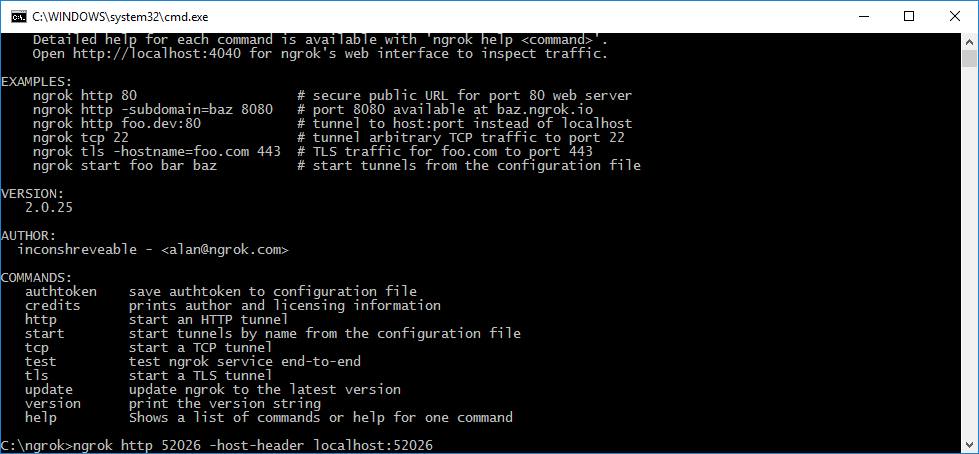 C:\WINDOWS\system32\cmd.exe
Detailed help for each command is available with 'ngrok help <command>'.
Open http://localhost:4040 for ngrok's web interface to inspect traffic.
EXAMPLES:
ngrok http 80 # secure public URL for port 80 web server
ngrok http -subdomain=baz 8080 # port 8080 available at baz.ngrok.io
ngrok http foo.dev:80 # tunnel to host:port instead of localhost
ngrok tcp 22 # tunnel arbitrary TCP traffic to port 22
ngrok tls -hostname=foo.com 443 # TLS traffic for foo.com to port 443
ngrok start foo bar baz # start tunnels from the configuration file
VERSION:
2.0.25
AUTHOR:
inconshreveable - <alan@ngrok.com>
COMMANDS:
authtoken save authtoken to configuration file
credits prints author and licensing information
http start an HTTP tunnel
start start tunnels by name from the configuration file
tcp start a TCP tunnel
test test ngrok service end-to-end
tls start a TLS tunnel
update update ngrok to the latest version
version print the version string
help Shows a list of commands or help for one command
C:\ngrok>ngrok http 52026 -host-header localhost:52026